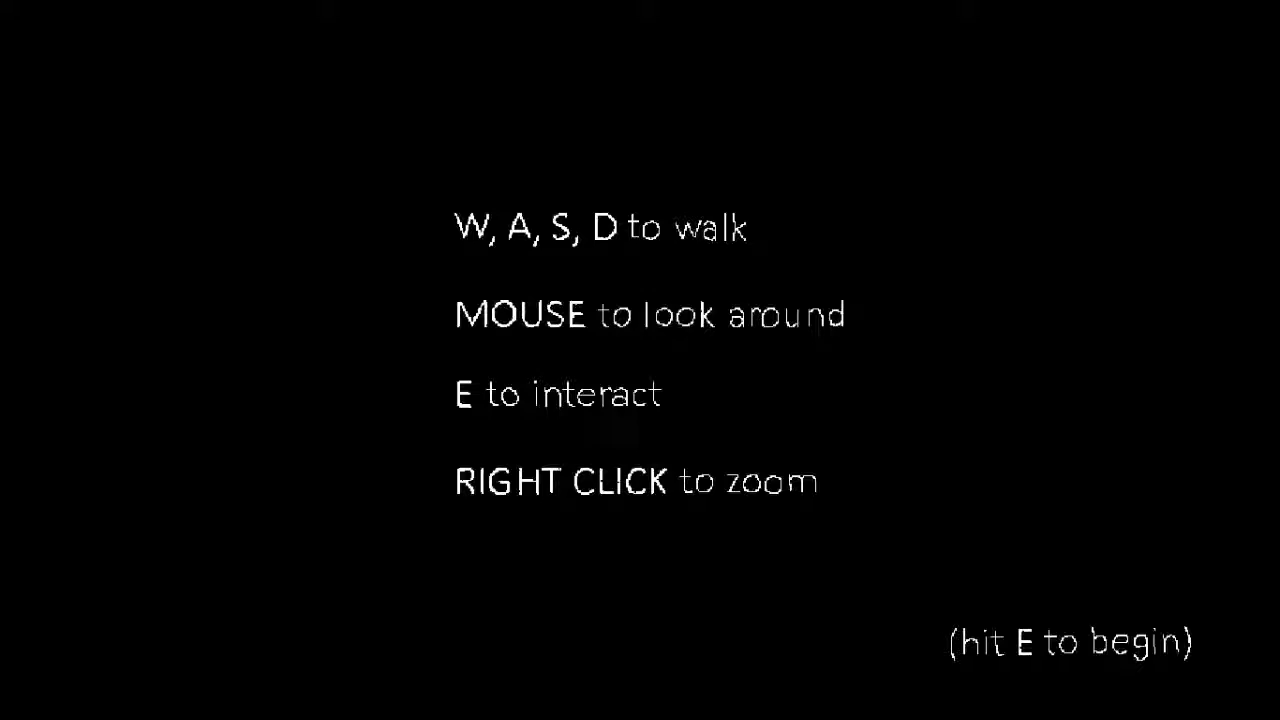 W, A, S, D to walk
MOUSE to look around
E to interact
RIGHT CLICK to zoom
(hit E to begin)